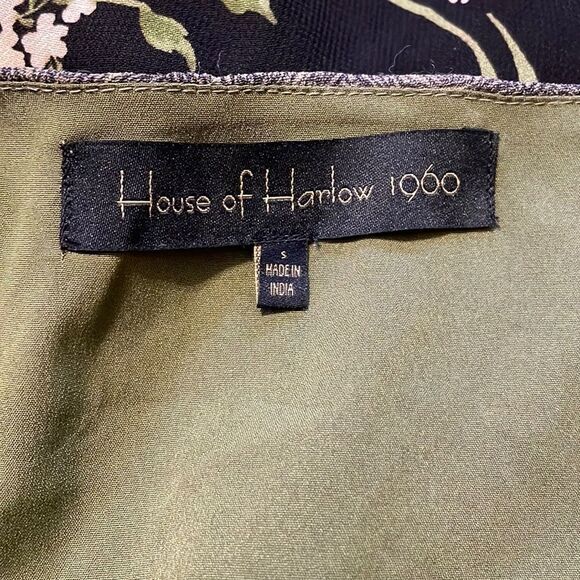 House of Harlow 1960
S
MADE IN
INDIA